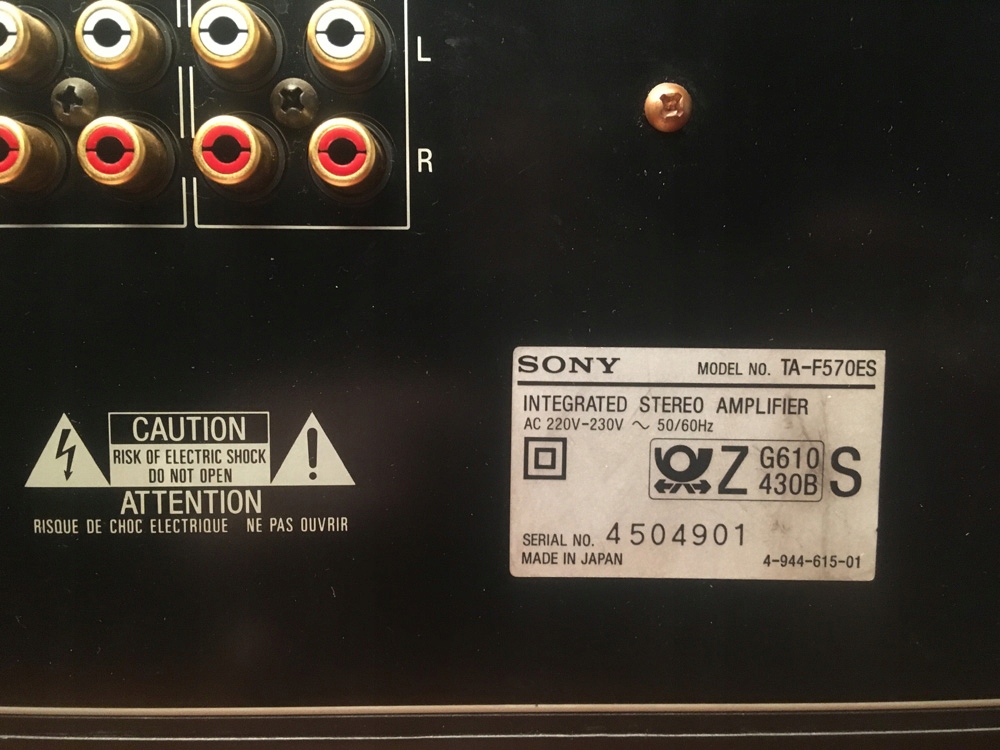 L
R
SONY MODEL NO. TA-F570ES
INTEGRATED STEREO AMPLIFIER
AC 220V-230V ~ 50/60Hz
Z G610 430B S
SERIAL NO. 4504901
MADE IN JAPAN 4-944-615-01
CAUTION
RISK OF ELECTRIC SHOCK
DO NOT OPEN
ATTENTION
RISQUE DE CHOC ELECTRIQUE NE PAS OUVRIR